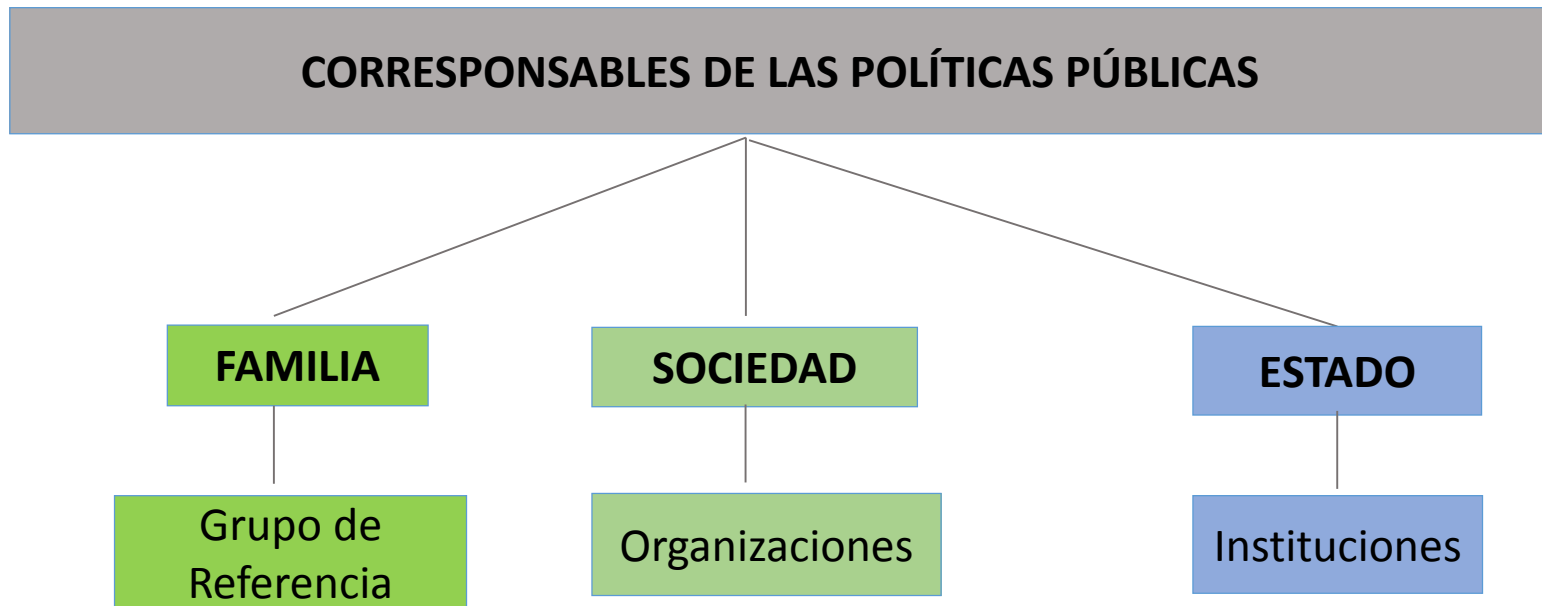 CORRESPONSABLES DE LAS POLÍTICAS PÚBLICAS
FAMILIA
SOCIEDAD
ESTADO
Grupo de
Referencia
Organizaciones
Instituciones